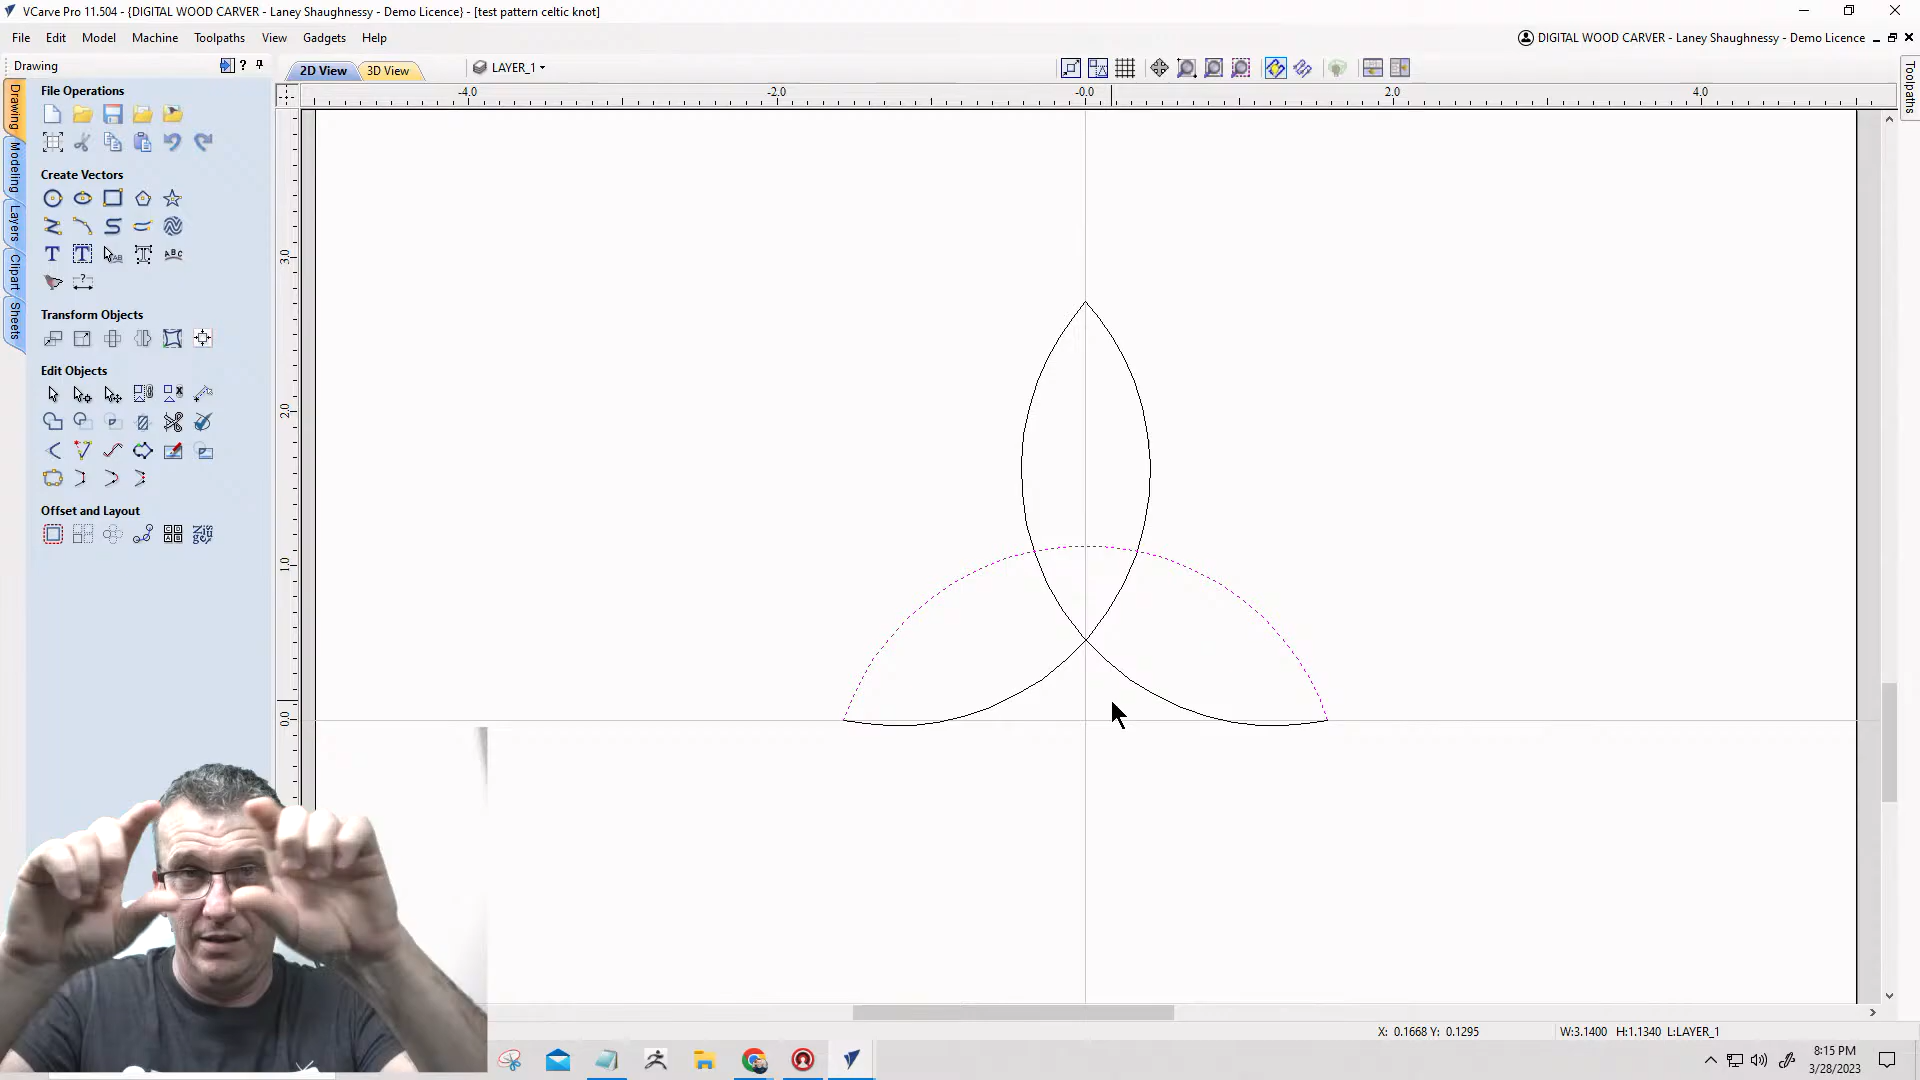 VCarve Pro 11.504 - {DIGITAL WOOD CARVER - Laney Shaughnessy - Demo Licence} - [test pattern celtic knot]
File Edit Model Machine Toolpaths View Gadgets Help
DIGITAL WOOD CARVER - Laney Shaughnessy - Demo Licence
Drawing
2D View
3D View
LAYER_1
Toolpaths
Drawing
Modeling
Layers
Clipart
Sheets
File Operations
Create Vectors
Transform Objects
Edit Objects
Offset and Layout
-4.0 -2.0 -0.0 2.0 4.0
3.0
2.0
1.0
0.0
X: 0.1668 Y: 0.1295
W:3.1400 H:1.1340 L:LAYER_1
8:15 PM
3/28/2023